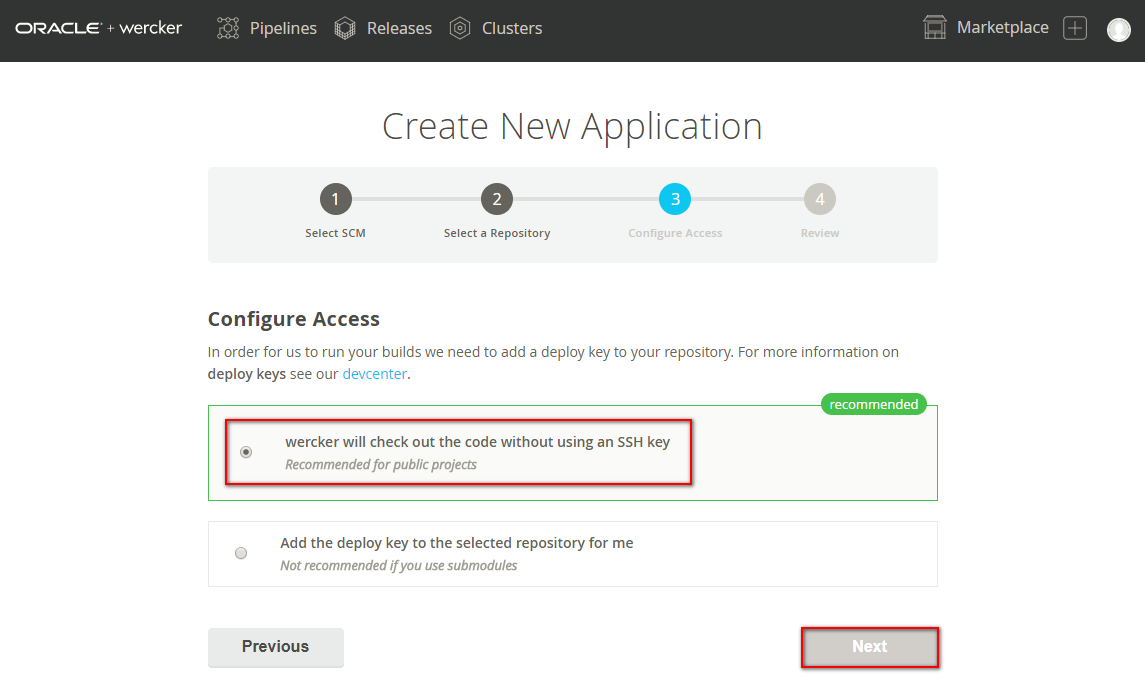 ORACLE + wercker Pipelines Releases Clusters Marketplace
Create New Application
1 2 3 4
Select SCM Select a Repository Configure Access Review
Configure Access
In order for us to run your builds we need to add a deploy key to your repository. For more information on
deploy keys see our devcenter.
recommended
wercker will check out the code without using an SSH key
Recommended for public projects
Add the deploy key to the selected repository for me
Not recommended if you use submodules
Previous Next